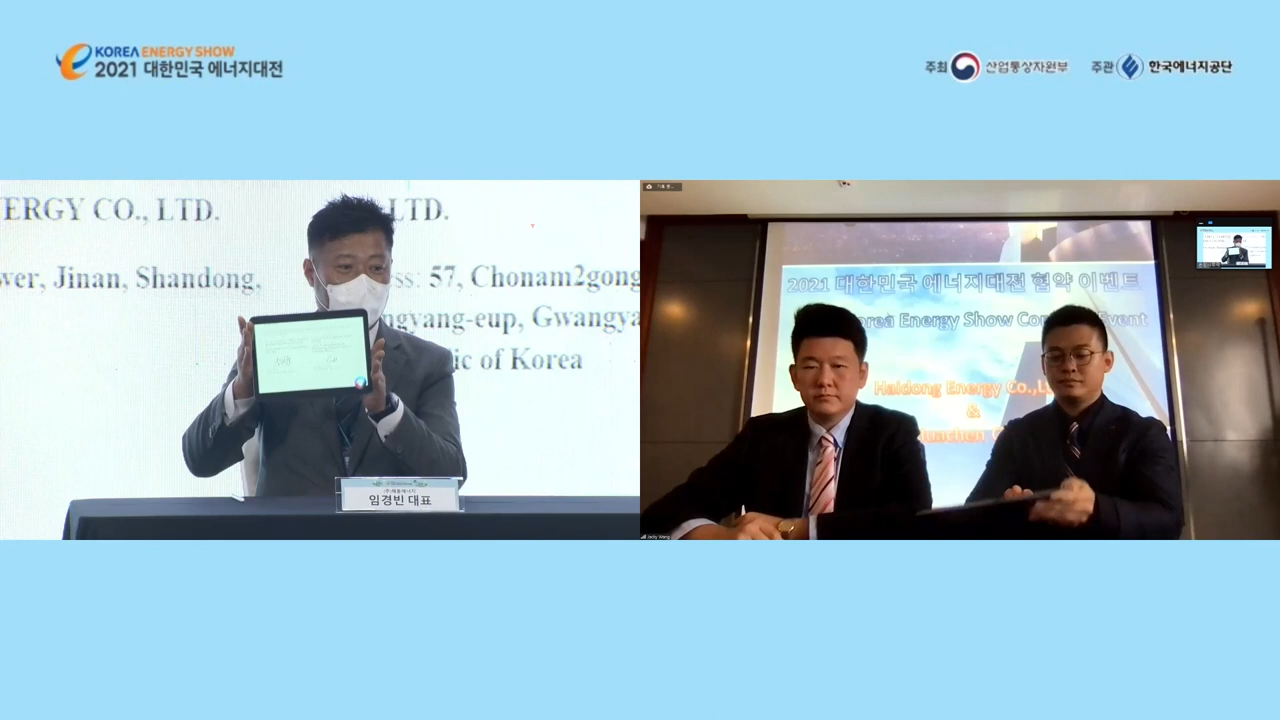 KOREA ENERGY SHOW
2021 대한민국 에너지대전
주최 산업통상자원부 주관 한국에너지공단
ERGY CO., LTD.
LTD.
wer, Jinan, Shandong,
ss: 57, Chonam2gong
ngyang-eup, Gwangya
ic of Korea
임경빈 대표
2021 대한민국 에너지대전 협약 이벤트
orea Energy Show Con Event
Haidong Energy Co.,L
&
uachen
Jacky Wang